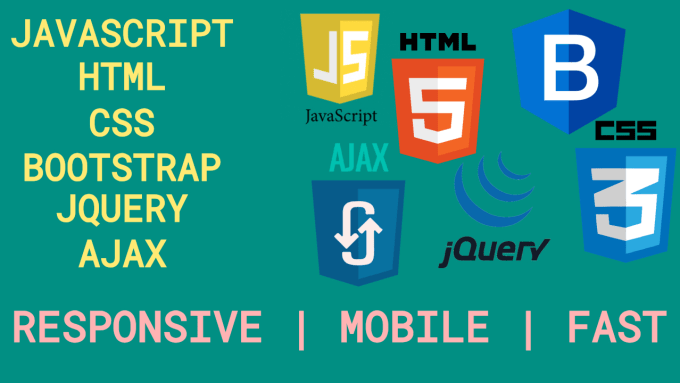 JAVASCRIPT
HTML
CSS
BOOTSTRAP
JQUERY
AJAX
JS
JavaScript
HTML
5
B
CSS
3
AJAX
jQuery
RESPONSIVE | MOBILE | FAST